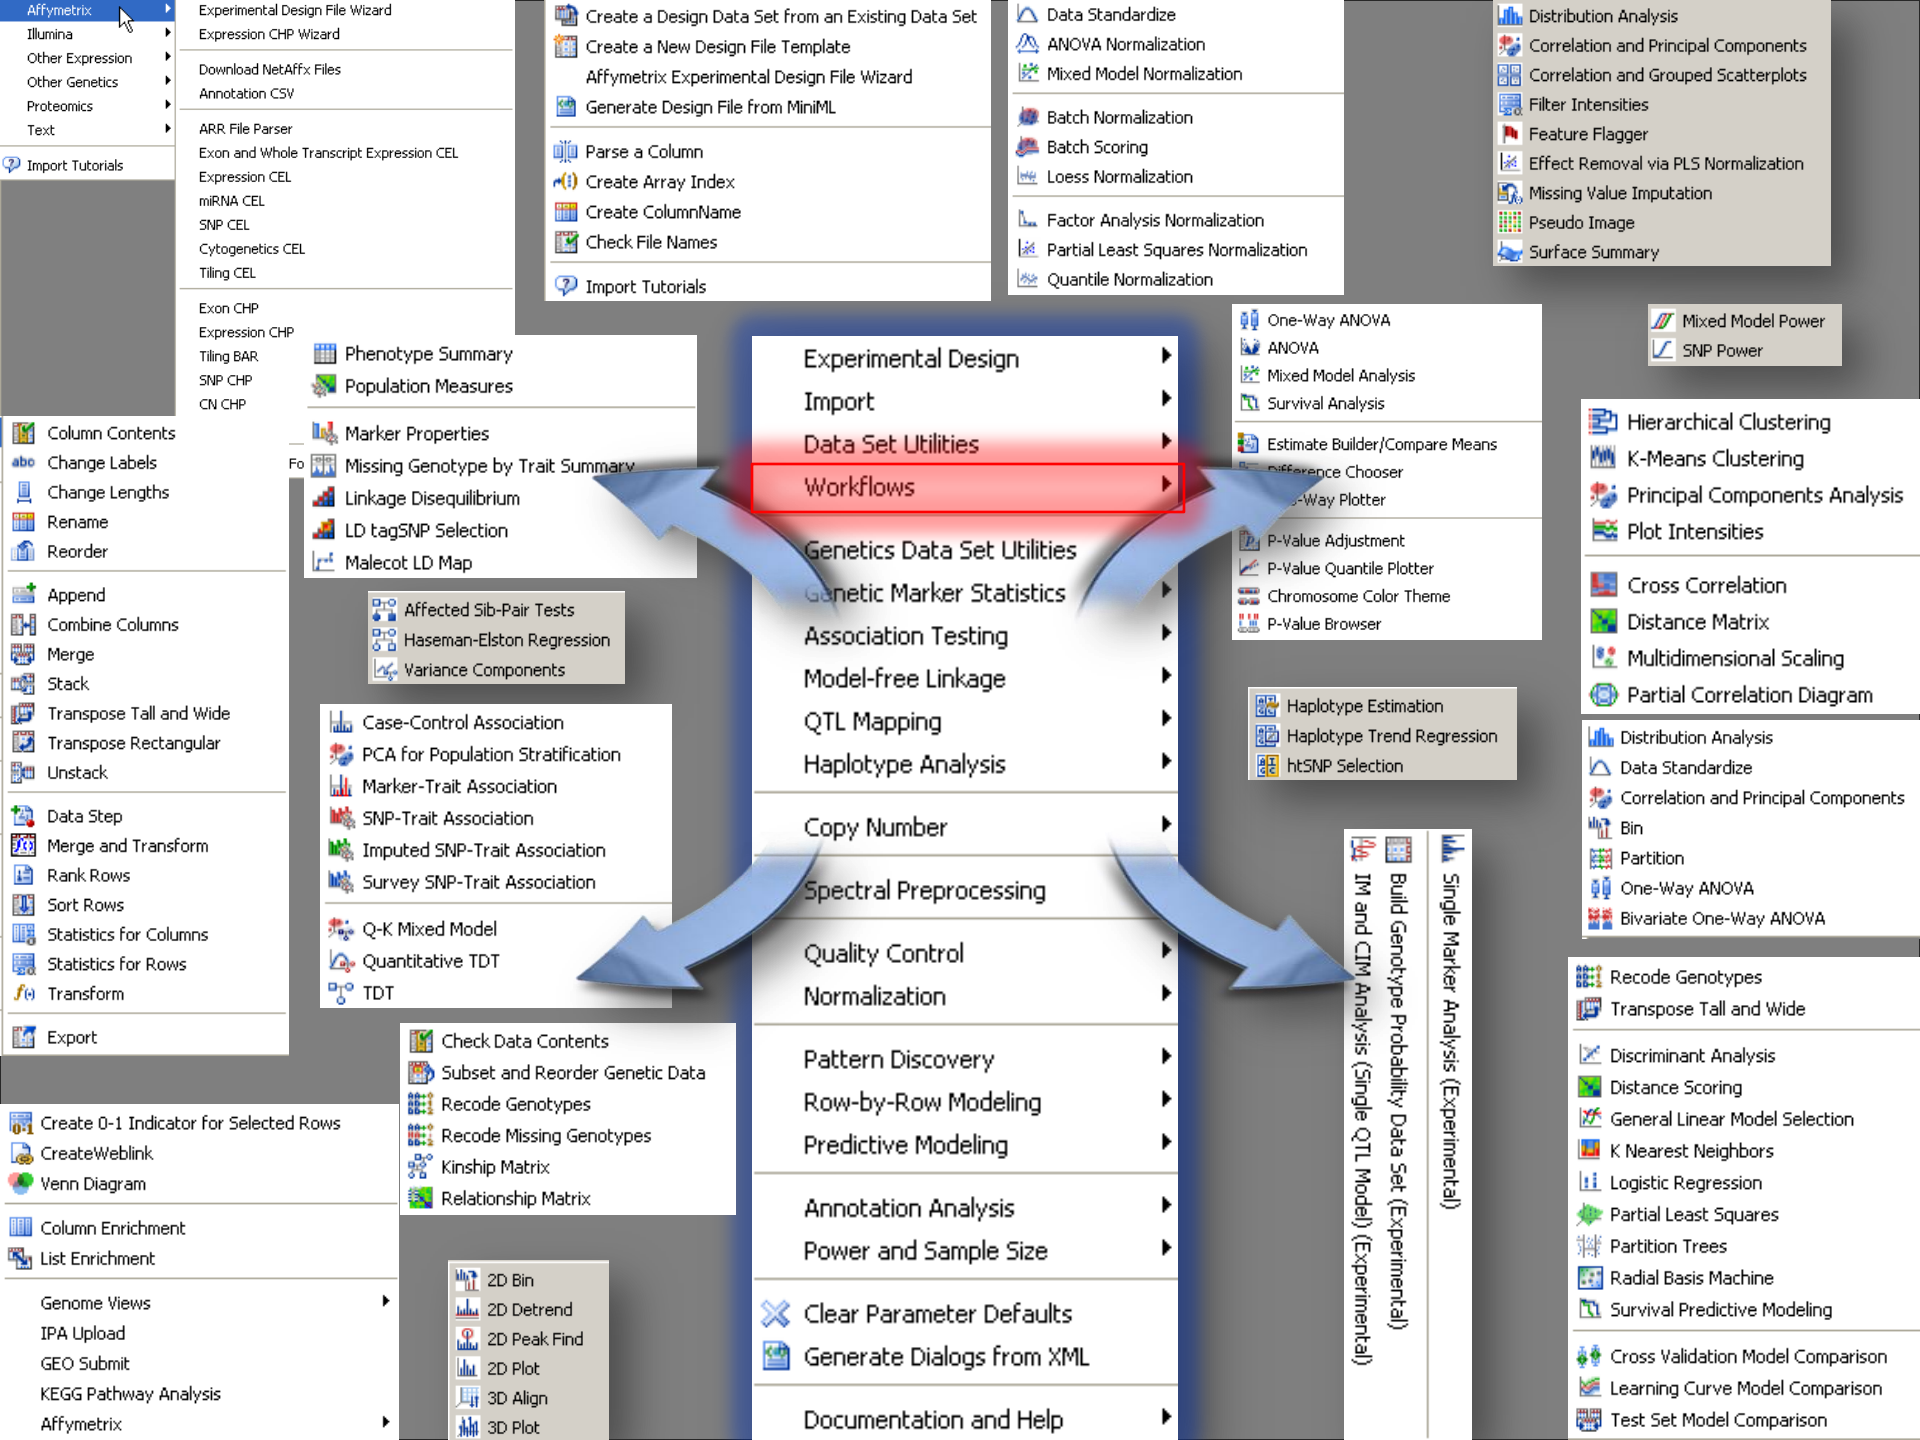 Affymetrix
Illumina
Other Expression
Other Genetics
Proteomics
Text
Import Tutorials
Experimental Design File Wizard
Expression CHP Wizard
Download NetAffx Files
Annotation CSV
ARR File Parser
Exon and Whole Transcript Expression CEL
Expression CEL
miRNA CEL
SNP CEL
Cytogenetics CEL
Tiling CEL
Exon CHP
Expression CHP
Tiling BAR
SNP CHP
CN CHP
Fo
Create a Design Data Set from an Existing Data Set
Create a New Design File Template
Affymetrix Experimental Design File Wizard
Generate Design File from MiniML
Parse a Column
Create Array Index
Create ColumnName
Check File Names
Import Tutorials
Data Standardize
ANOVA Normalization
Mixed Model Normalization
Batch Normalization
Batch Scoring
Loess Normalization
Factor Analysis Normalization
Partial Least Squares Normalization
Quantile Normalization
Distribution Analysis
Correlation and Principal Components
Correlation and Grouped Scatterplots
Filter Intensities
Feature Flagger
Effect Removal via PLS Normalization
Missing Value Imputation
Pseudo Image
Surface Summary
Mixed Model Power
SNP Power
Phenotype Summary
Population Measures
Marker Properties
Missing Genotype by Trait Summary
Linkage Disequilibrium
LD tagSNP Selection
Malecot LD Map
Affected Sib-Pair Tests
Haseman-Elston Regression
Variance Components
Case-Control Association
PCA for Population Stratification
Marker-Trait Association
SNP-Trait Association
Imputed SNP-Trait Association
Survey SNP-Trait Association
Q-K Mixed Model
Quantitative TDT
TDT
Column Contents
abc Change Labels
Change Lengths
Rename
Reorder
Append
Combine Columns
Merge
Stack
Transpose Tall and Wide
Transpose Rectangular
Unstack
Data Step
Merge and Transform
Rank Rows
Sort Rows
Statistics for Columns
Statistics for Rows
Transform
Export
Check Data Contents
Subset and Reorder Genetic Data
Recode Genotypes
Recode Missing Genotypes
Kinship Matrix
Relationship Matrix
Create 0-1 Indicator for Selected Rows
CreateWeblink
Venn Diagram
Column Enrichment
List Enrichment
Genome Views
IPA Upload
GEO Submit
KEGG Pathway Analysis
Affymetrix
2D Bin
2D Detrend
2D Peak Find
2D Plot
3D Align
3D Plot
Experimental Design
Import
Data Set Utilities
Workflows
Genetics Data Set Utilities
Genetic Marker Statistics
Association Testing
Model-free Linkage
QTL Mapping
Haplotype Analysis
Copy Number
Spectral Preprocessing
Quality Control
Normalization
Pattern Discovery
Row-by-Row Modeling
Predictive Modeling
Annotation Analysis
Power and Sample Size
Clear Parameter Defaults
Generate Dialogs from XML
Documentation and Help
One-Way ANOVA
ANOVA
Mixed Model Analysis
Survival Analysis
Estimate Builder/Compare Means
Difference Chooser
-Way Plotter
P-Value Adjustment
P-Value Quantile Plotter
Chromosome Color Theme
P-Value Browser
Haplotype Estimation
Haplotype Trend Regression
htSNP Selection
Single Marker Analysis (Experimental)
Build Genotype Probability Data Set (Experimental)
IM and CIM Analysis (Single QTL Model) (Experimental)
Hierarchical Clustering
K-Means Clustering
Principal Components Analysis
Plot Intensities
Cross Correlation
Distance Matrix
Multidimensional Scaling
Partial Correlation Diagram
Distribution Analysis
Data Standardize
Correlation and Principal Components
Bin
Partition
One-Way ANOVA
Bivariate One-Way ANOVA
Recode Genotypes
Transpose Tall and Wide
Discriminant Analysis
Distance Scoring
General Linear Model Selection
K Nearest Neighbors
Logistic Regression
Partial Least Squares
Partition Trees
Radial Basis Machine
Survival Predictive Modeling
Cross Validation Model Comparison
Learning Curve Model Comparison
Test Set Model Comparison